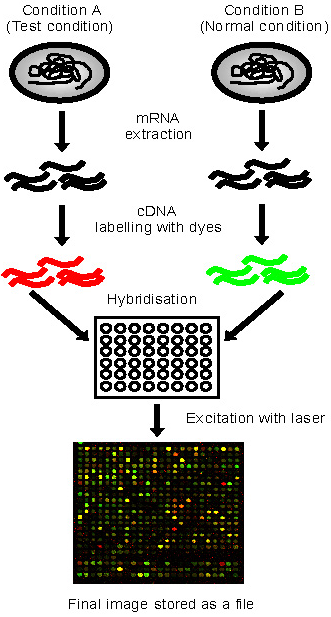 Condition A
(Test condition)
Condition B
(Normal condition)
mRNA
extraction
cDNA
labelling with dyes
Hybridisation
Excitation with laser
Final image stored as a file